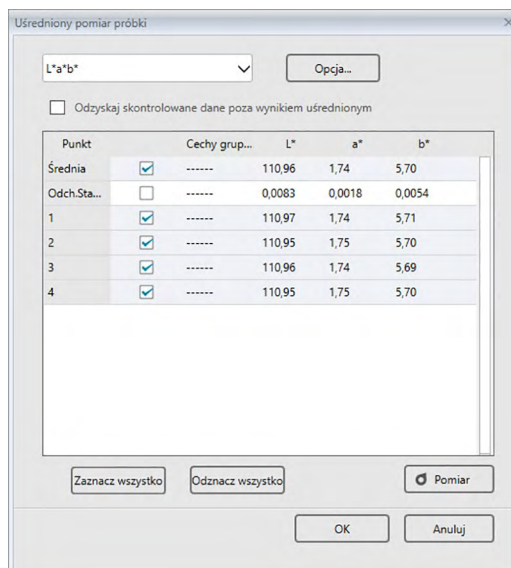 Uśredniony pomiar próbki
L*a*b* Opcja...
Odzyskaj skontrolowane dane poza wynikiem uśrednionym
Punkt Cechy grup... L* a* b*
Średnia ------ 110,96 1,74 5,70
Odch.Sta... ------ 0,0083 0,0018 0,0054
1 ------ 110,97 1,74 5,71
2 ------ 110,95 1,75 5,70
3 ------ 110,96 1,74 5,69
4 ------ 110,95 1,75 5,70
Zaznacz wszystko Odznacz wszystko Pomiar
OK Anuluj